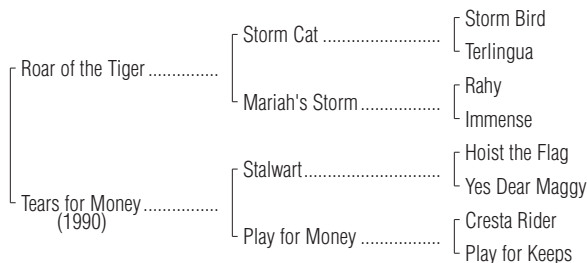 Storm Bird
Storm Cat ........................
Terlingua
Roar of the Tiger ..............
Rahy
Mariah's Storm ................
Immense
Hoist the Flag
Stalwart............................
Yes Dear Maggy
Tears for Money ...............
(1990)
Cresta Rider
Play for Money ................
Play for Keeps